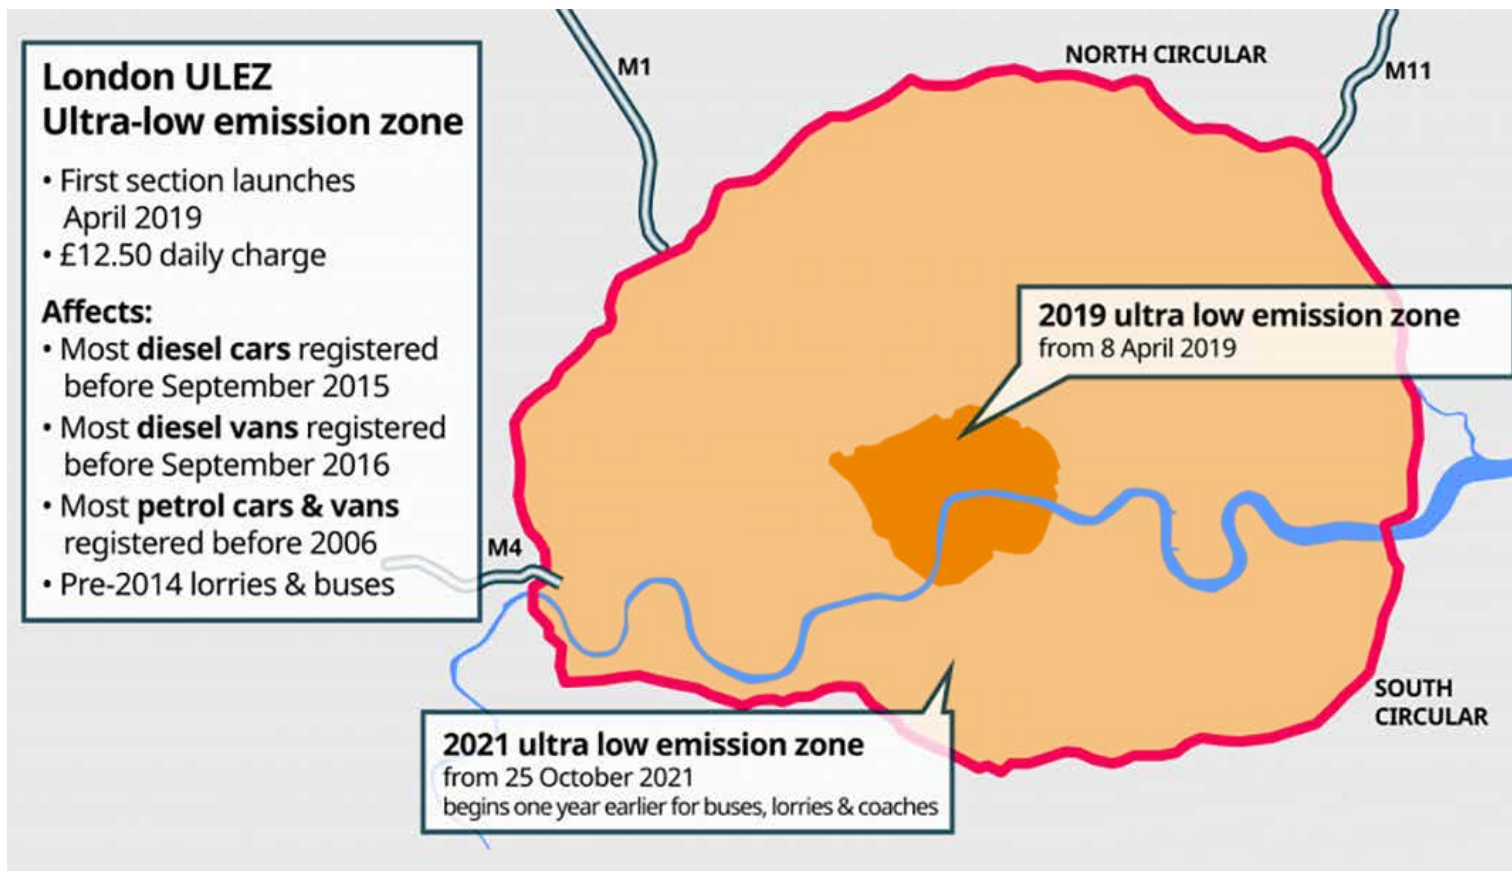 London ULEZ
Ultra-low emission zone
• First section launches
April 2019
• £12.50 daily charge
Affects:
• Most diesel cars registered
before September 2015
• Most diesel vans registered
before September 2016
• Most petrol cars & vans
registered before 2006
• Pre-2014 lorries & buses
M1
NORTH CIRCULAR
M11
2019 ultra low emission zone
from 8 April 2019
M4
SOUTH
CIRCULAR
2021 ultra low emission zone
from 25 October 2021
begins one year earlier for buses, lorries & coaches